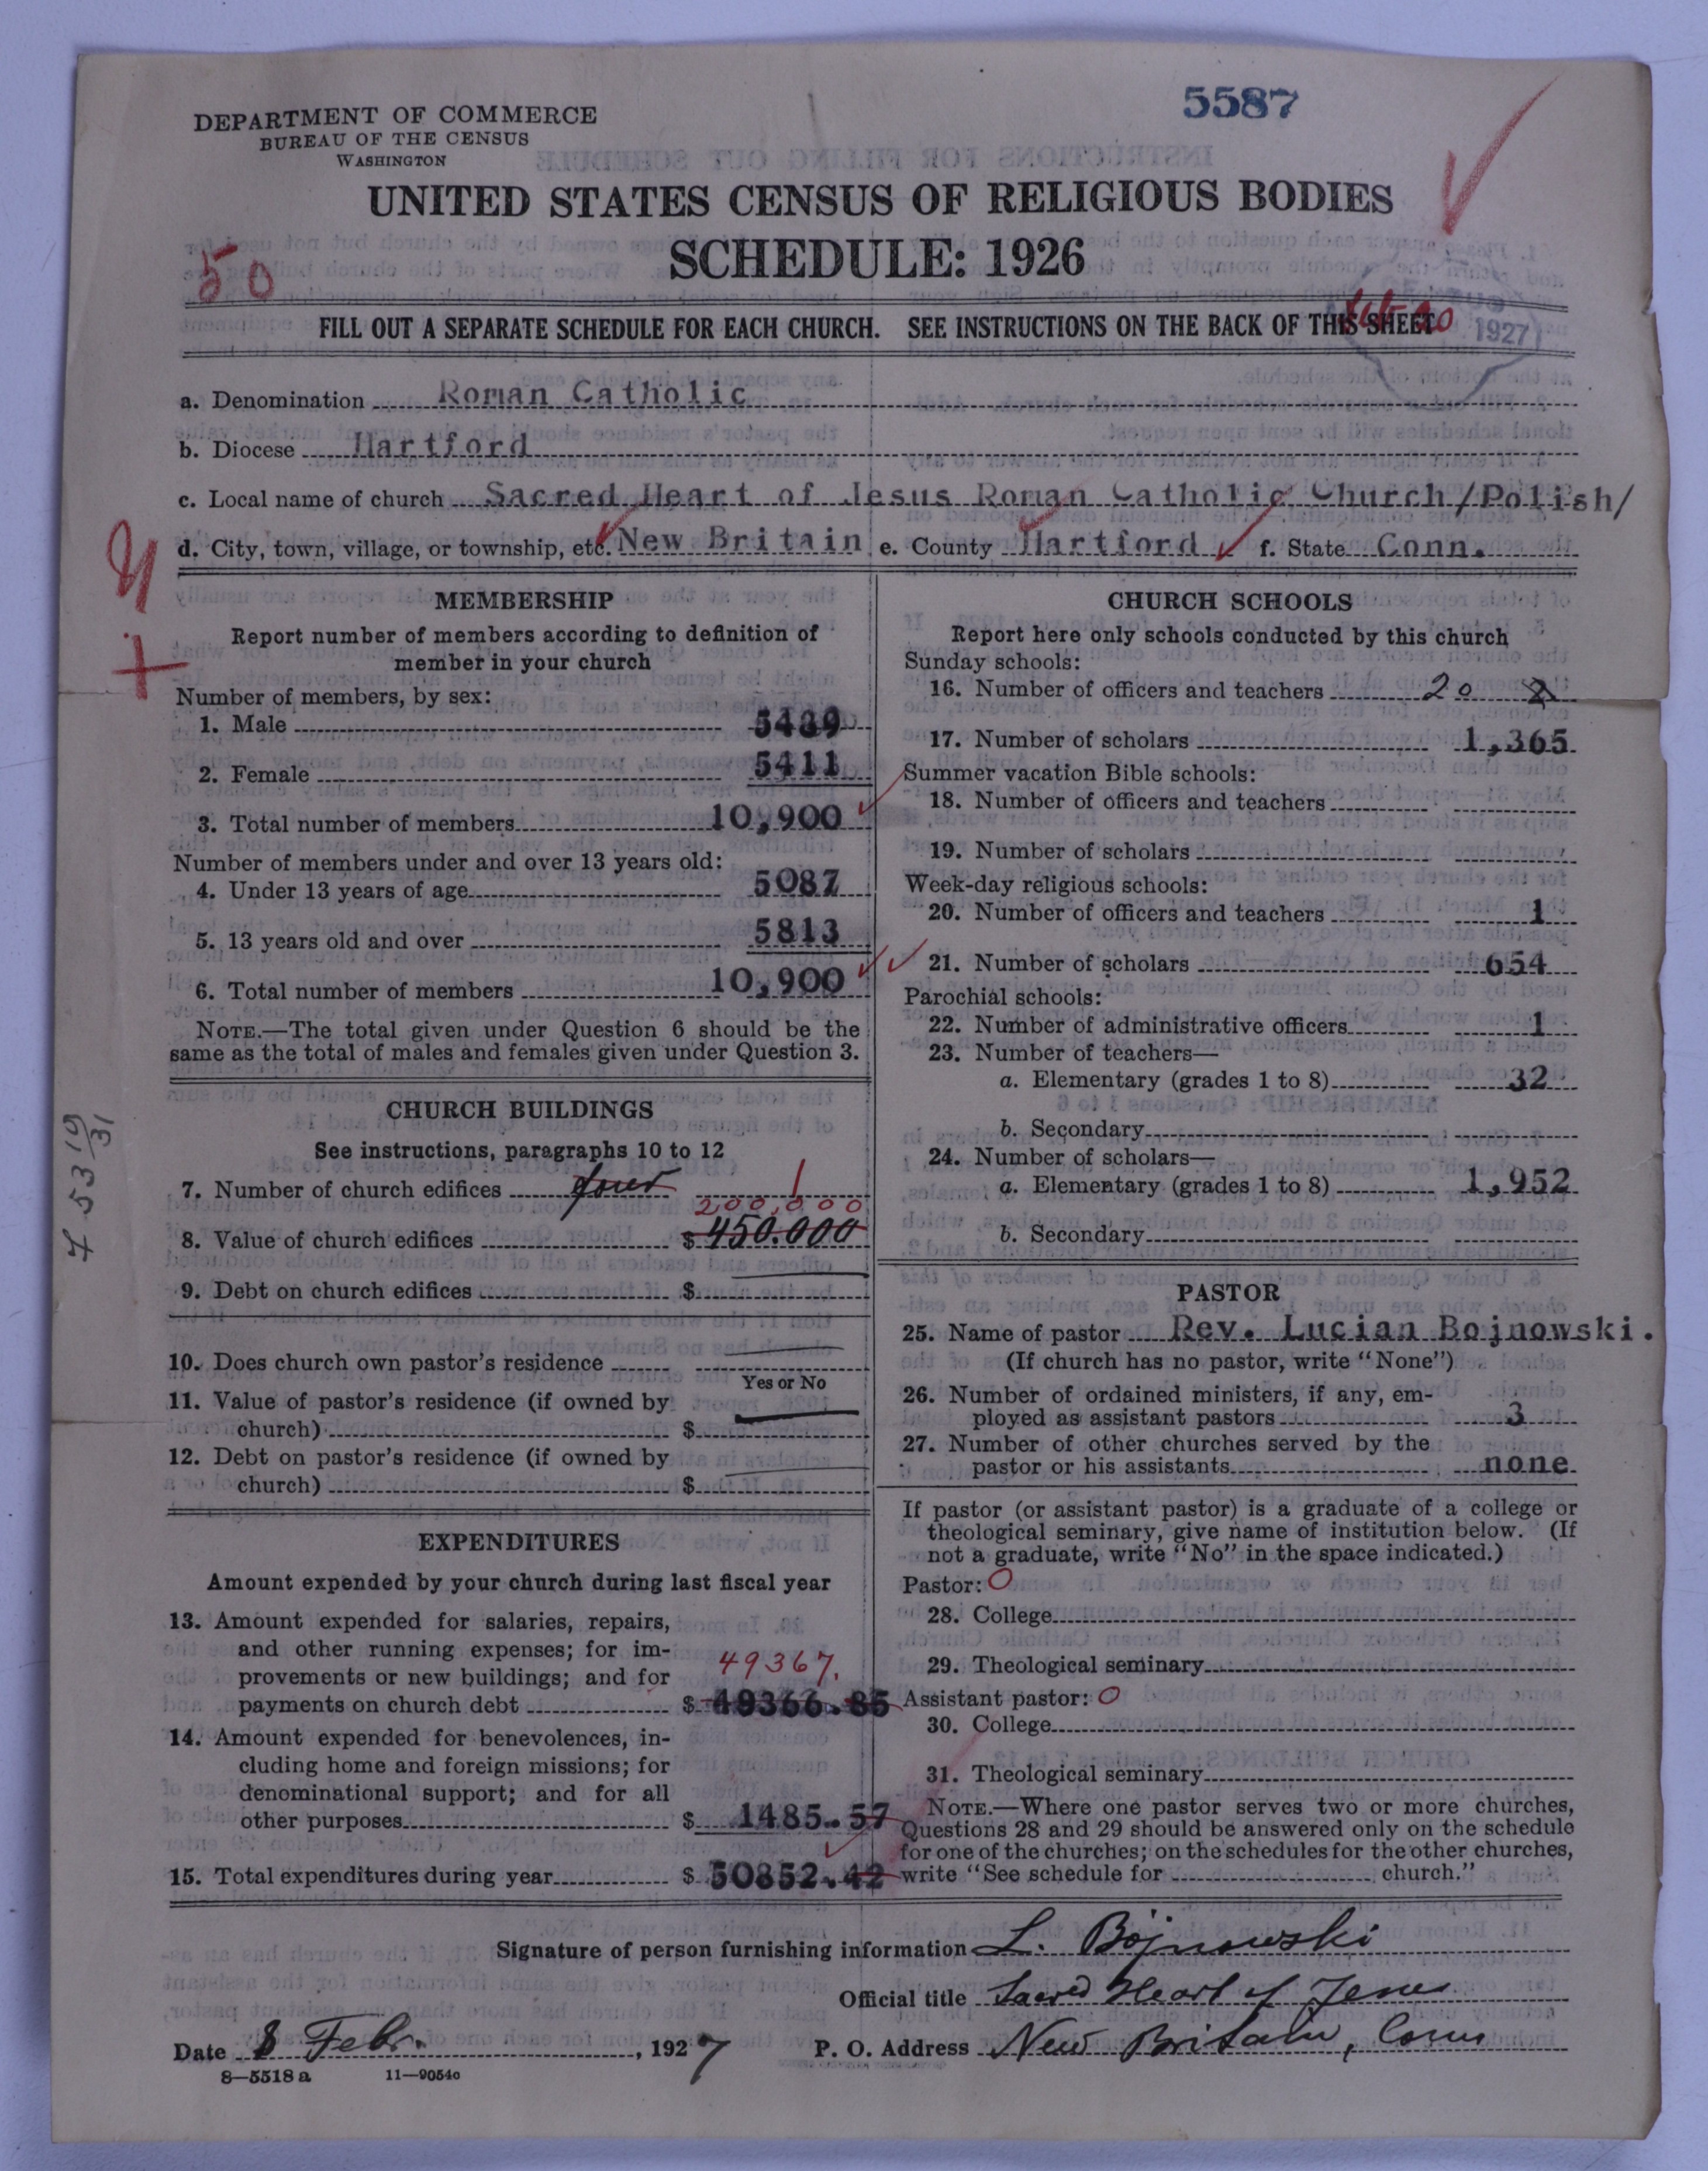 5587
DEPARTMENT OF COMMERCE
BUREAU OF THE CENSUS
WASHINGTON
UNITED STATES CENSUS OF RELIGIOUS BODIES
SCHEDULE: 1926
50
FILL OUT A SEPARATE SCHEDULE FOR EACH CHURCH. SEE INSTRUCTIONS ON THE BACK OF THIS SHEET
1927
a. Denomination Roman Catholic
b. Diocese Hartford
c. Local name of church Sacred Heart of Jesus Roman Catholic Church /Polish/
d. City, town, village, or township, etc. New Britain e. County Hartford f. State Conn.
MEMBERSHIP
Report number of members according to definition of
member in your church
Number of members, by sex:
1. Male
2. Female 5411
3. Total number of members 10,900
Number of members under and over 13 years old:
4. Under 13 years of age 5087
5. 13 years old and over 5813
6. Total number of members 10,900
NOTE.—The total given under Question 6 should be the
same as the total of males and females given under Question 3.
CHURCH BUILDINGS
See instructions, paragraphs 10 to 12
7. Number of church edifices four 1
200,000
8. Value of church edifices $ 450.000
9. Debt on church edifices $
10. Does church own pastor's residence
Yes or No
11. Value of pastor's residence (if owned by
church) $
12. Debt on pastor's residence (if owned by
church) $
EXPENDITURES
Amount expended by your church during last fiscal year
13. Amount expended for salaries, repairs,
and other running expenses; for im-
provements or new buildings; and for
49367.
payments on church debt $ 49366.85
14. Amount expended for benevolences, in-
cluding home and foreign missions; for
denominational support; and for all
other purposes $ 1485.57
15. Total expenditures during year $ 50852.42
CHURCH SCHOOLS
Report here only schools conducted by this church
Sunday schools:
16. Number of officers and teachers 20 2
17. Number of scholars 1,365
Summer vacation Bible schools:
18. Number of officers and teachers
19. Number of scholars
Week-day religious schools:
20. Number of officers and teachers 1
21. Number of scholars 654
Parochial schools:
22. Number of administrative officers 1
23. Number of teachers—
a. Elementary (grades 1 to 8) 32
b. Secondary
24. Number of scholars—
a. Elementary (grades 1 to 8) 1,952
b. Secondary
PASTOR
25. Name of pastor Rev. Lucian Bojnowski.
(If church has no pastor, write "None")
26. Number of ordained ministers, if any, em-
ployed as assistant pastors 3
27. Number of other churches served by the
pastor or his assistants none
If pastor (or assistant pastor) is a graduate of a college or
theological seminary, give name of institution below. (If
not a graduate, write "No" in the space indicated.)
Pastor: O
28. College
29. Theological seminary
Assistant pastor: O
30. College
31. Theological seminary
NOTE.—Where one pastor serves two or more churches,
Questions 28 and 29 should be answered only on the schedule
for one of the churches; on the schedules for the other churches,
write "See schedule for church."
Signature of person furnishing information L. Bojnowski
Official title Sacred Heart of Jesus
Date 8 Febr. , 1927 P. O. Address New Britain, Conn
8—5518 a 11—9054c